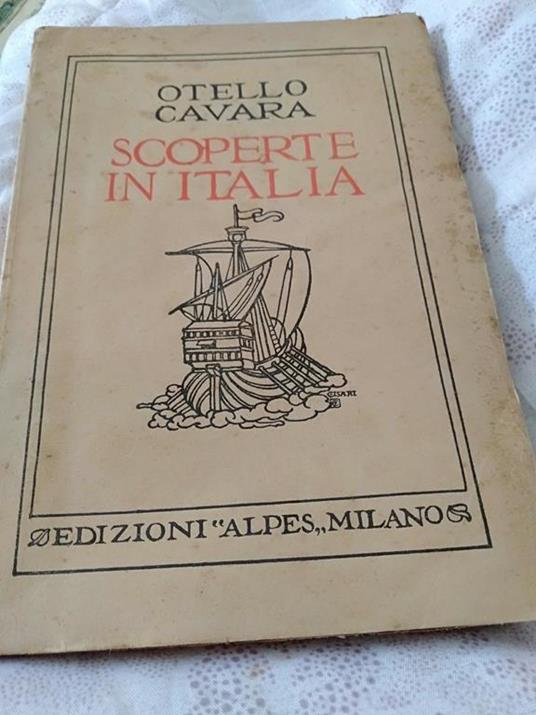 OTELLO
CAVARA
SCOPERTE
IN ITALIA
CISARI
EDIZIONI “ALPES„ MILANO